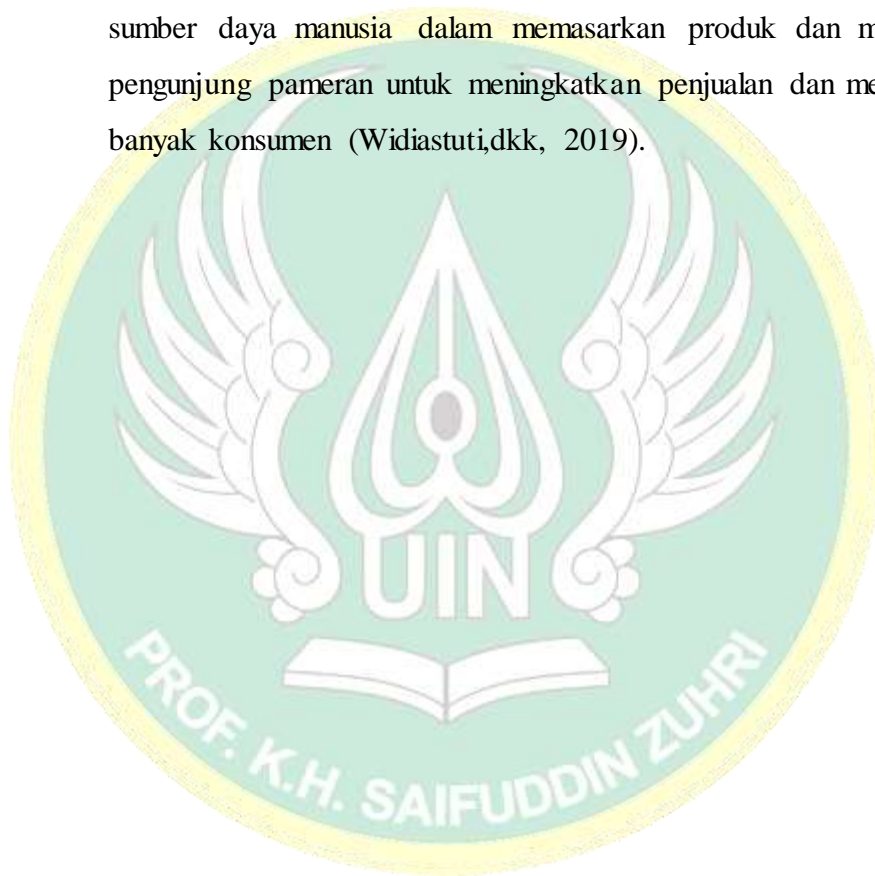 sumber daya manusia dalam memasarkan produk dan m
pengunjung pameran untuk meningkatkan penjualan dan me
banyak konsumen (Widiastuti,dkk, 2019).
UIN
PROF. K.H. SAIFUDDIN ZUHRI